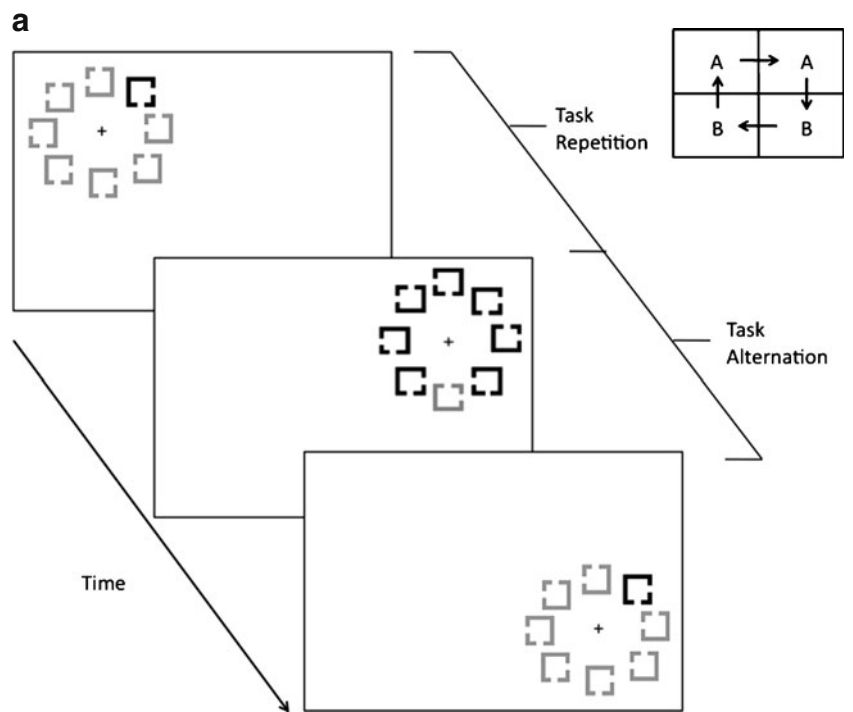 a
A A
B B
Task
Repetition
Task
Alternation
Time